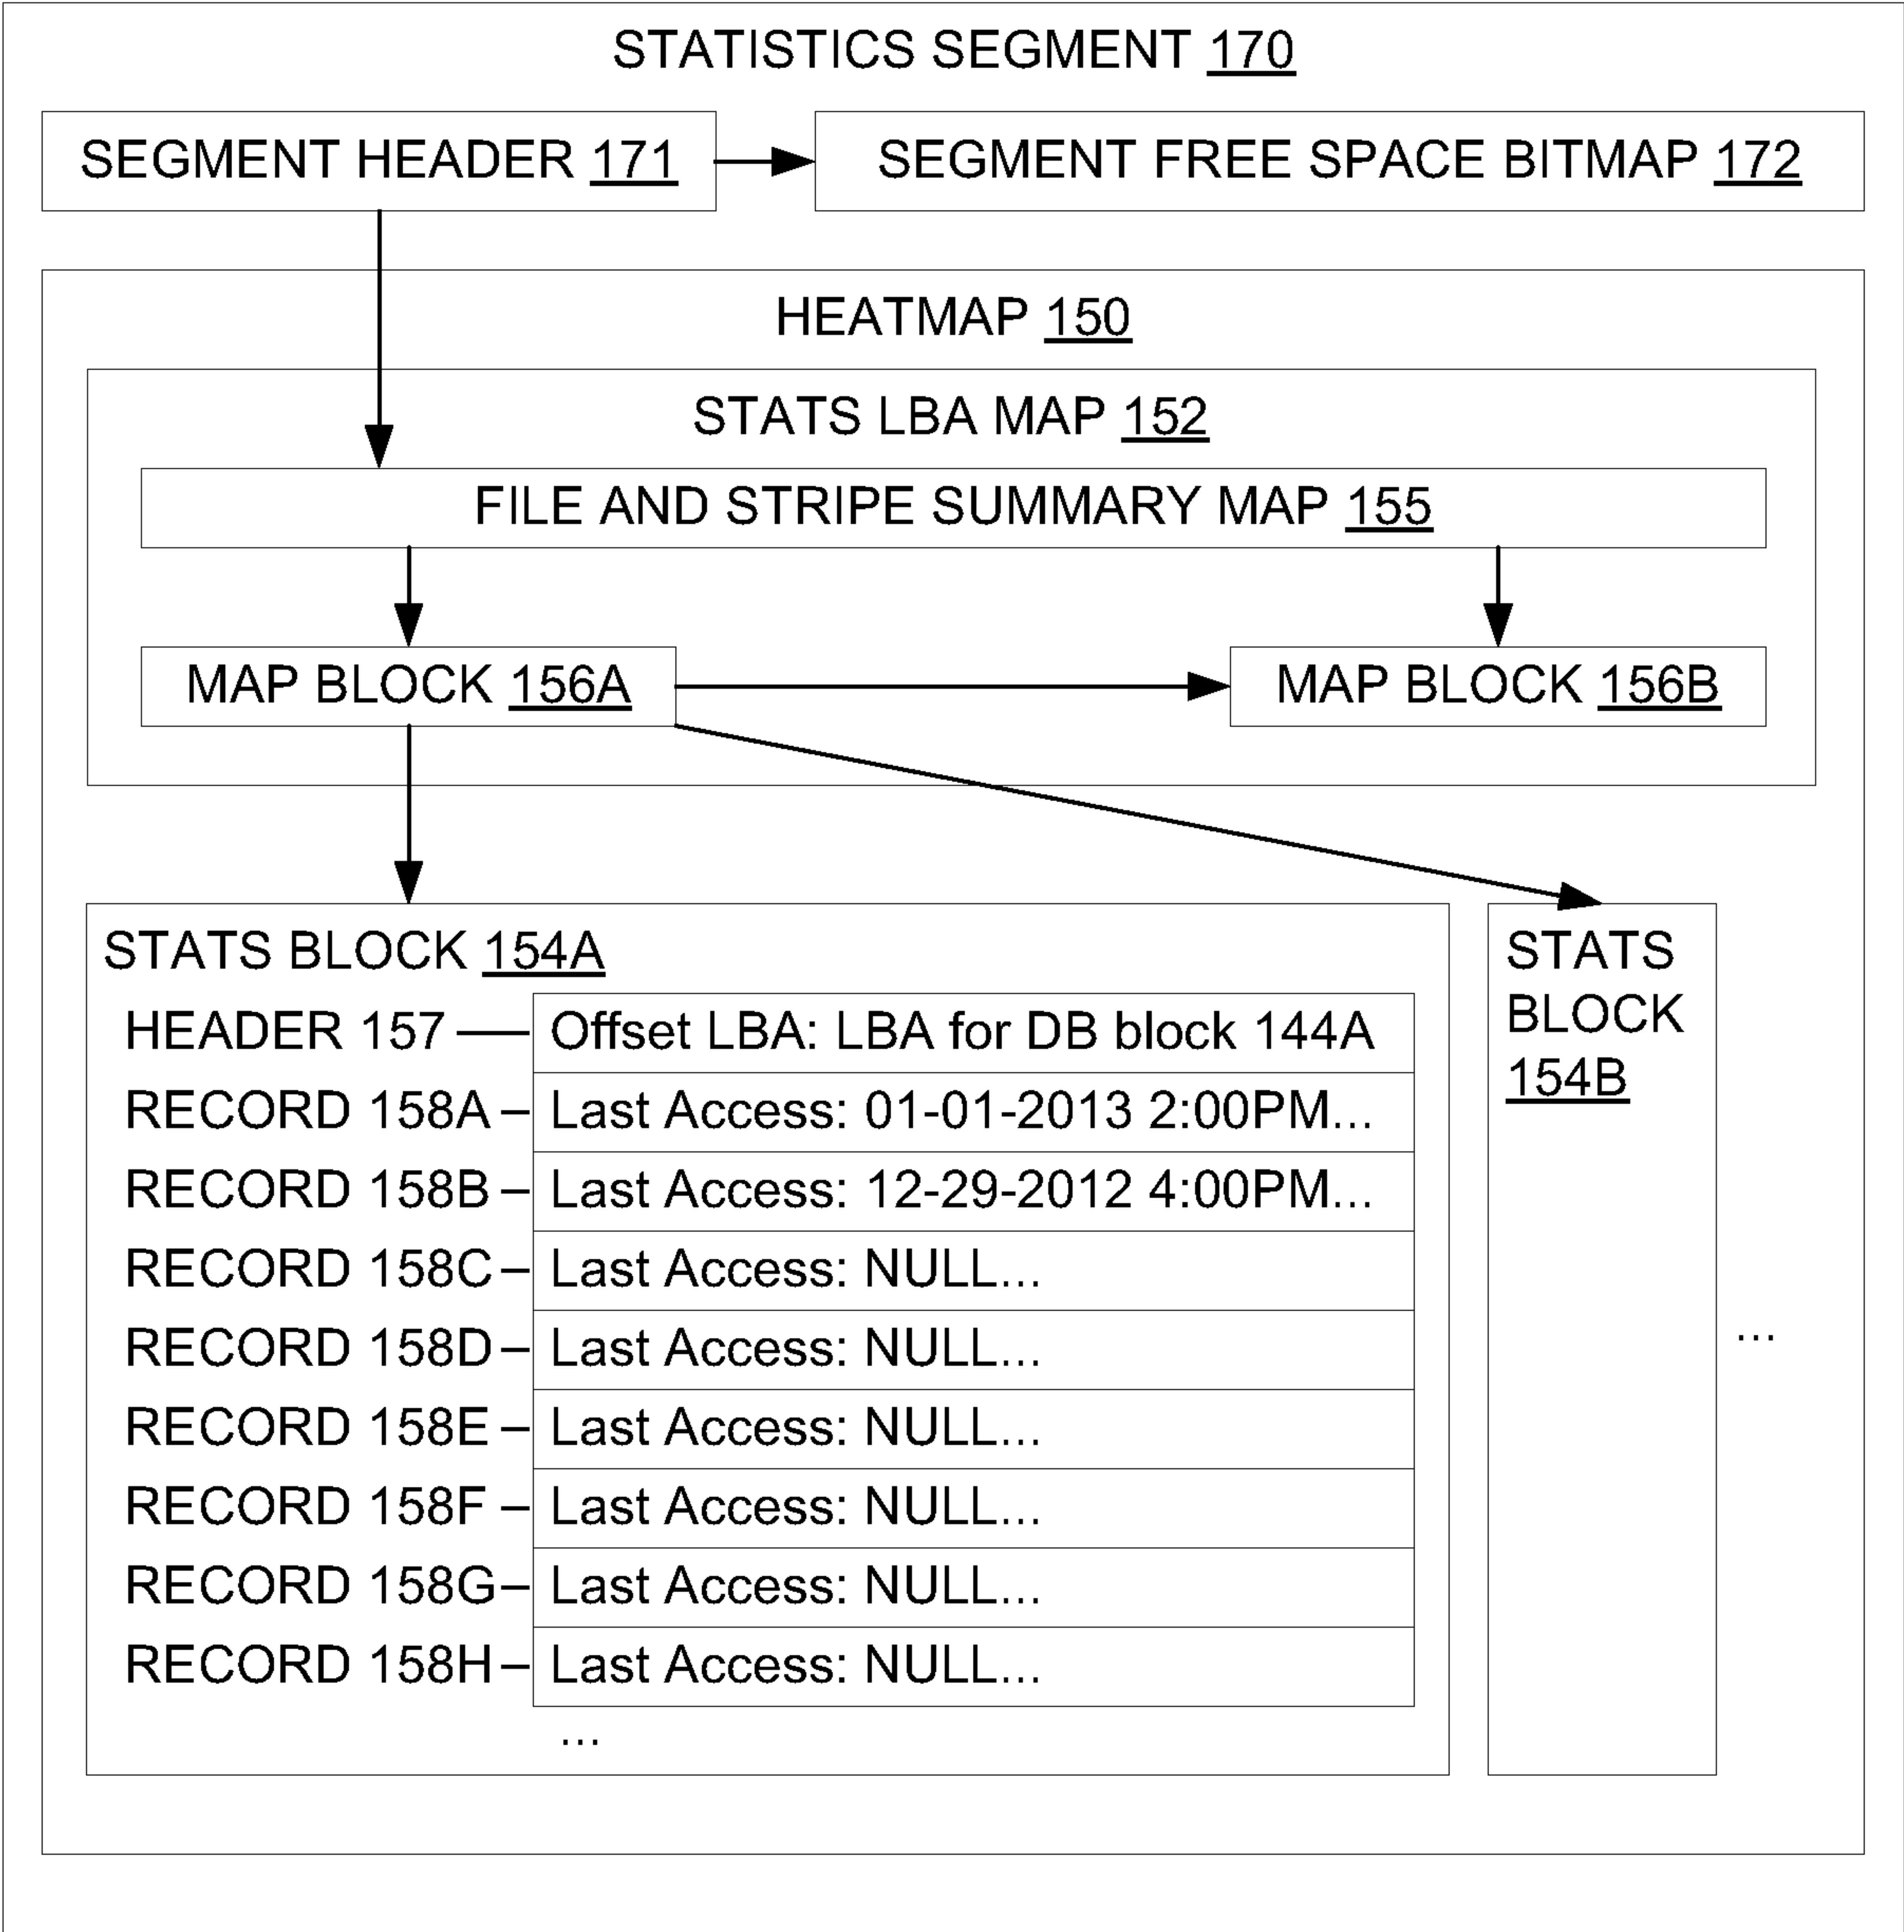 STATISTICS SEGMENT 170
SEGMENT HEADER 171
SEGMENT FREE SPACE BITMAP 172
HEATMAP 150
STATS LBA MAP 152
FILE AND STRIPE SUMMARY MAP 155
MAP BLOCK 156A
MAP BLOCK 156B
STATS BLOCK 154A
HEADER 157
Offset LBA: LBA for DB block 144A
RECORD 158A
Last Access: 01-01-2013 2:00PM...
RECORD 158B
Last Access: 12-29-2012 4:00PM...
RECORD 158C
Last Access: NULL...
RECORD 158D
Last Access: NULL...
RECORD 158E
Last Access: NULL...
RECORD 158F
Last Access: NULL...
RECORD 158G
Last Access: NULL...
RECORD 158H
Last Access: NULL...
...
STATS
BLOCK
154B
...